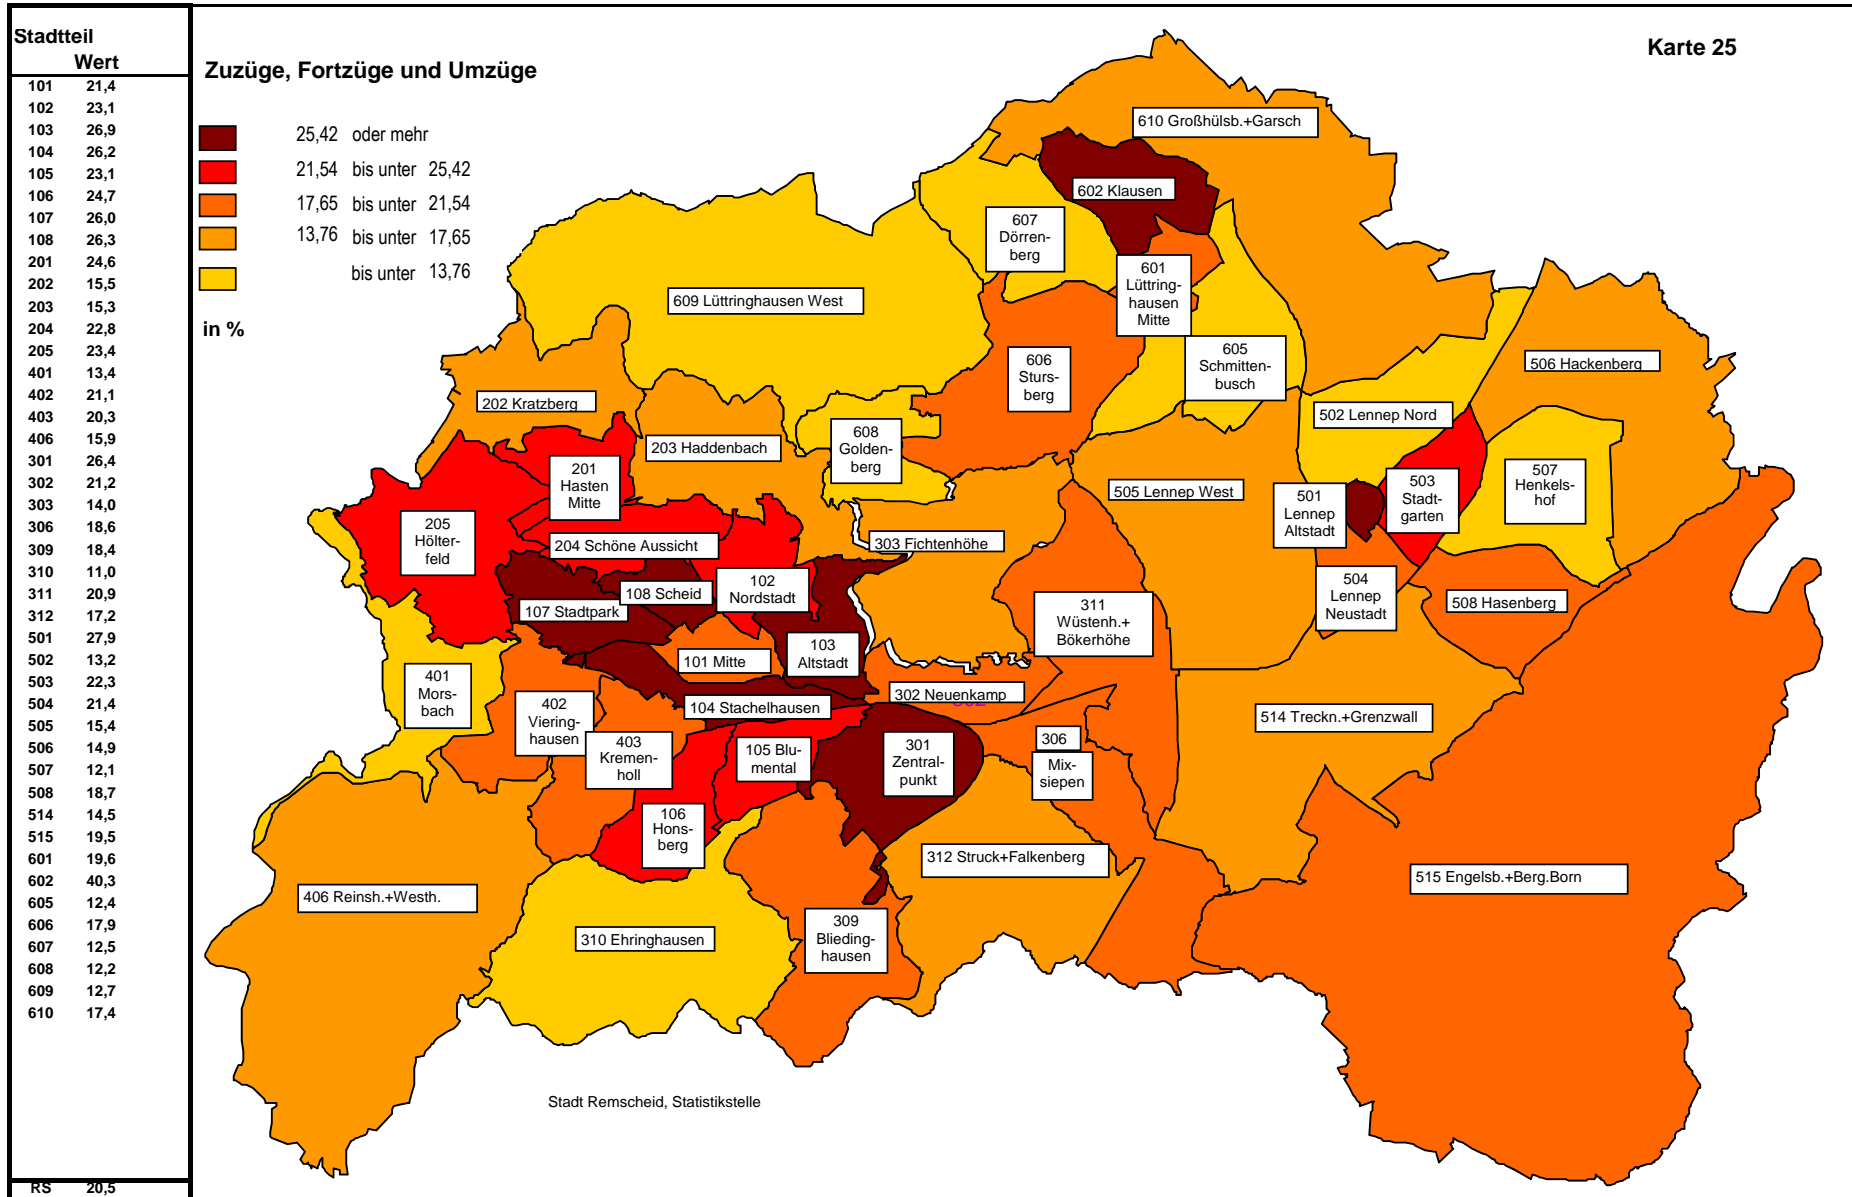 Stadtteil
Wert
101 21,4
102 23,1
103 26,9
104 26,2
105 23,1
106 24,7
107 26,0
108 26,3
201 24,6
202 15,5
203 15,3
204 22,8
205 23,4
401 13,4
402 21,1
403 20,3
406 15,9
301 26,4
302 21,2
303 14,0
306 18,6
309 18,4
310 11,0
311 20,9
312 17,2
501 27,9
502 13,2
503 22,3
504 21,4
505 15,4
506 14,9
507 12,1
508 18,7
514 14,5
515 19,5
601 19,6
602 40,3
605 12,4
606 17,9
607 12,5
608 12,2
609 12,7
610 17,4
RS 20,5
Karte 25
Zuzüge, Fortzüge und Umzüge
25,42 oder mehr
21,54 bis unter 25,42
17,65 bis unter 21,54
13,76 bis unter 17,65
bis unter 13,76
in %
610 Großhülsb.+Garsch
602 Klausen
607
Dörren-
berg
601
Lüttring-
hausen
Mitte
609 Lüttringhausen West
605
Schmitten-
busch
606
Sturs-
berg
506 Hackenberg
202 Kratzberg
502 Lennep Nord
203 Haddenbach
608
Golden-
berg
201
Hasten
Mitte
505 Lennep West
501
Lennep
Altstadt
503
Stadt-
garten
507
Henkels-
hof
205
Hölter-
feld
204 Schöne Aussicht
303 Fichtenhöhe
102
Nordstadt
108 Scheid
107 Stadtpark
504
Lennep
Neustadt
508 Hasenberg
311
Wüstenh.+
Bökerhöhe
103
Altstadt
101 Mitte
401
Mors-
bach
302 Neuenkamp
402
Viering-
hausen
104 Stachelhausen
514 Treckn.+Grenzwall
403
Kremen-
holl
105 Blu-
mental
301
Zentral-
punkt
306
Mix-
siepen
106
Hons-
berg
312 Struck+Falkenberg
406 Reinsh.+Westh.
515 Engelsb.+Berg.Born
310 Ehringhausen
309
Blieding-
hausen
Stadt Remscheid, Statistikstelle